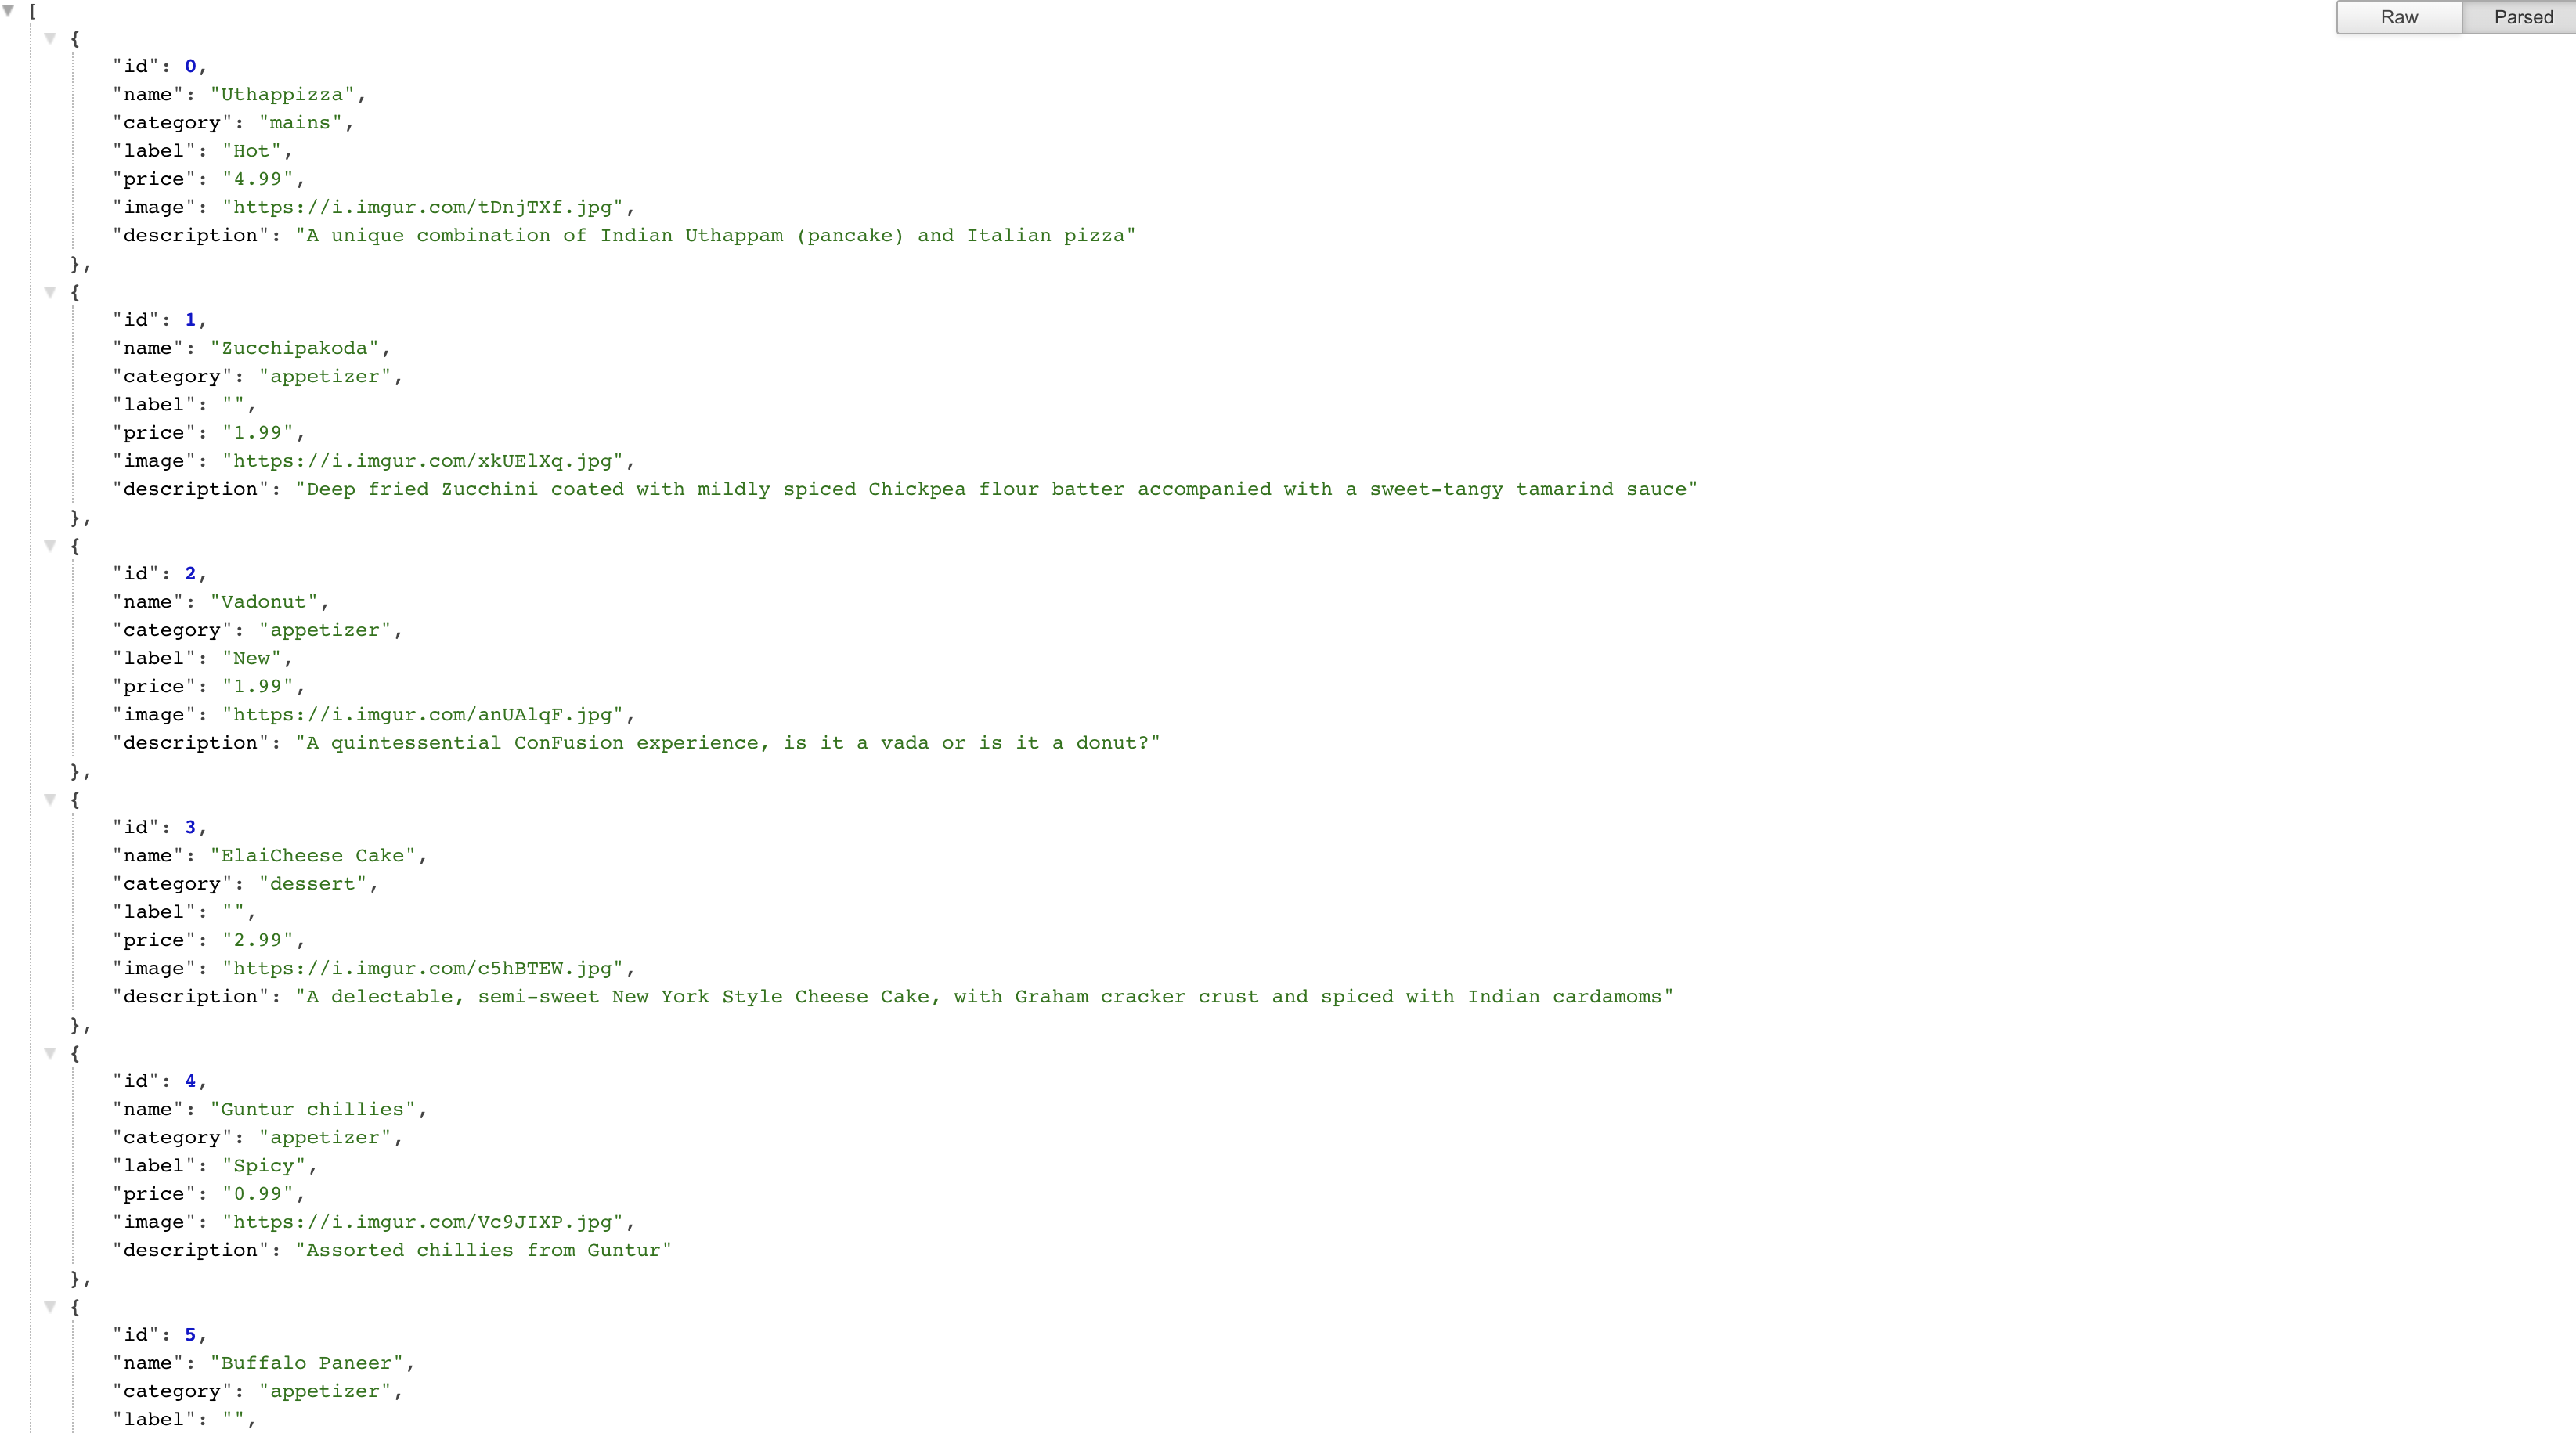 [
Raw Parsed
{
"id": 0,
"name": "Uthappizza",
"category": "mains",
"label": "Hot",
"price": "4.99",
"image": "https://i.imgur.com/tDnjTXf.jpg",
"description": "A unique combination of Indian Uthappam (pancake) and Italian pizza"
},
{
"id": 1,
"name": "Zucchipakoda",
"category": "appetizer",
"label": "",
"price": "1.99",
"image": "https://i.imgur.com/xkUElXq.jpg",
"description": "Deep fried Zucchini coated with mildly spiced Chickpea flour batter accompanied with a sweet-tangy tamarind sauce"
},
{
"id": 2,
"name": "Vadonut",
"category": "appetizer",
"label": "New",
"price": "1.99",
"image": "https://i.imgur.com/anUAlqF.jpg",
"description": "A quintessential ConFusion experience, is it a vada or is it a donut?"
},
{
"id": 3,
"name": "ElaiCheese Cake",
"category": "dessert",
"label": "",
"price": "2.99",
"image": "https://i.imgur.com/c5hBTEW.jpg",
"description": "A delectable, semi-sweet New York Style Cheese Cake, with Graham cracker crust and spiced with Indian cardamoms"
},
{
"id": 4,
"name": "Guntur chillies",
"category": "appetizer",
"label": "Spicy",
"price": "0.99",
"image": "https://i.imgur.com/Vc9JIXP.jpg",
"description": "Assorted chillies from Guntur"
},
{
"id": 5,
"name": "Buffalo Paneer",
"category": "appetizer",
"label": "",